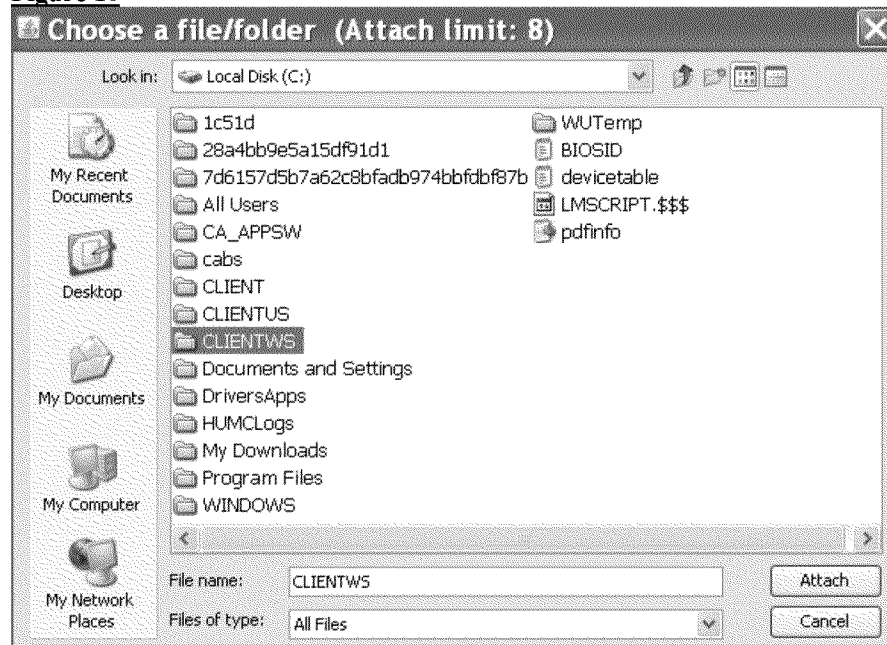 Choose a file/folder (Attach limit: 8)
Look in: Local Disk (C:)
My Recent
Documents
Desktop
My Documents
My Computer
My Network
Places
1c51d
28a4bb9e5a15df91d1
7d6157d5b7a62c8bfadb974bbfdbf87b
All Users
CA_APPSW
cabs
CLIENT
CLIENTUS
CLIENTWS
Documents and Settings
DriversApps
HUMCLogs
My Downloads
Program Files
WINDOWS
WUTemp
BIOSID
devicetable
LMSCRIPT.$$$
pdfinfo
File name: CLIENTWS
Attach
Files of type: All Files
Cancel